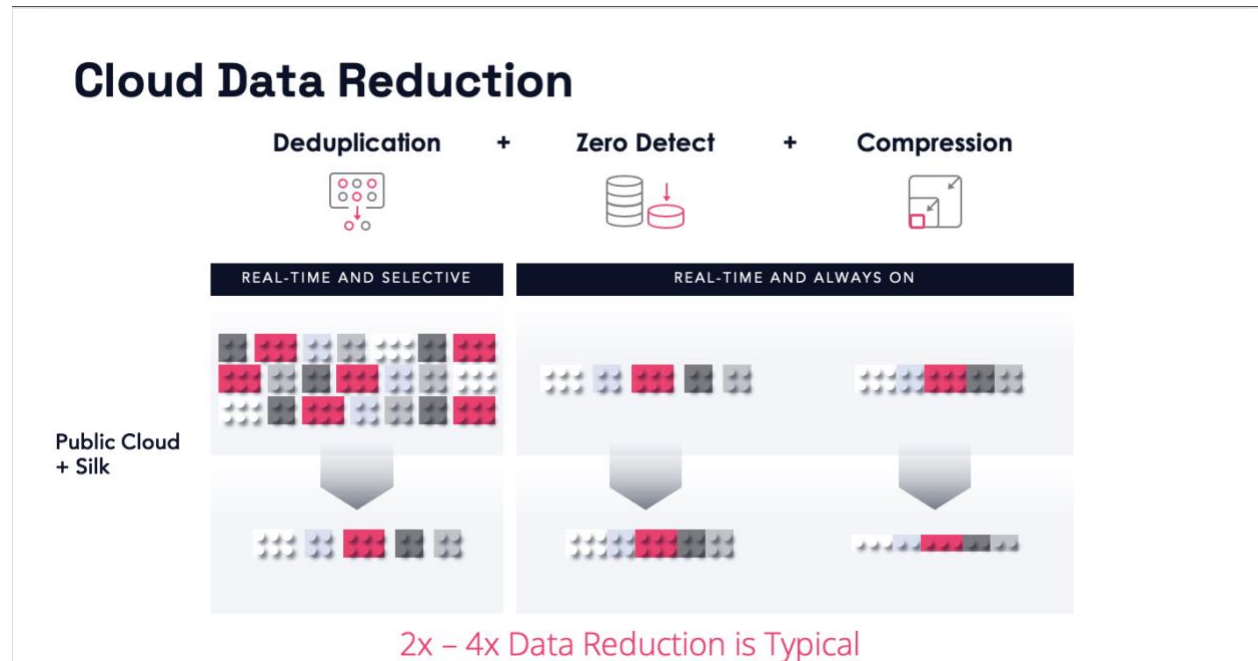 Cloud Data Reduction
Deduplication + Zero Detect + Compression
REAL-TIME AND SELECTIVE
REAL-TIME AND ALWAYS ON
Public Cloud
+ Silk
2x – 4x Data Reduction is Typical